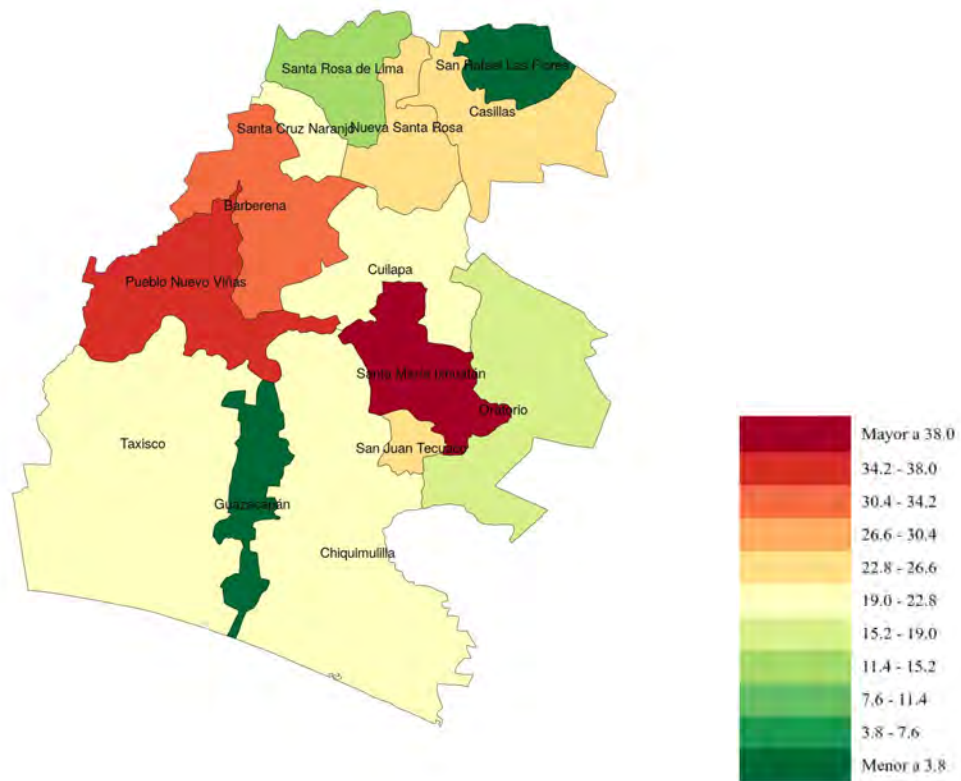 Santa Rosa de Lima
San Rafael Las Flores
Casillas
Santa Cruz Naranjo
Nueva Santa Rosa
Barberena
Cuilapa
Pueblo Nuevo Viñas
Santa María Ixhuatán
Oratorio
Taxisco
San Juan Tecuaco
Guazacapán
Chiquimulilla
Mayor a 38.0
34.2 - 38.0
30.4 - 34.2
26.6 - 30.4
22.8 - 26.6
19.0 - 22.8
15.2 - 19.0
11.4 - 15.2
7.6 - 11.4
3.8 - 7.6
Menor a 3.8